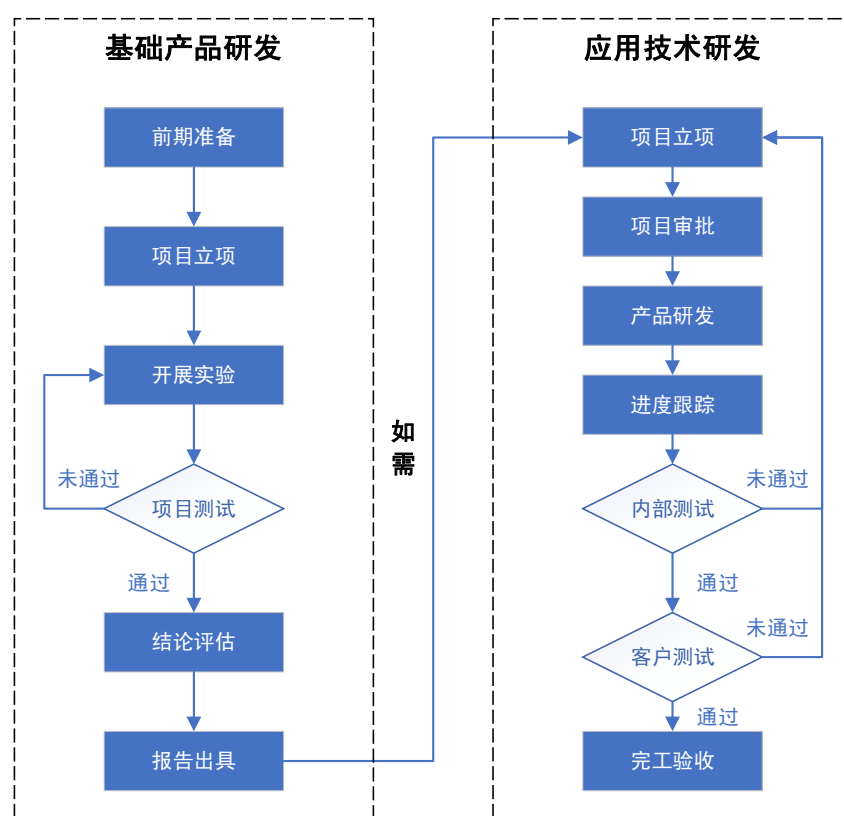 基础产品研发
前期准备
项目立项
开展实验
未通过
项目测试
通过
结论评估
报告出具
如
需
应用技术研发
项目立项
项目审批
产品研发
进度跟踪
内部测试
未通过
通过
客户测试
未通过
通过
完工验收